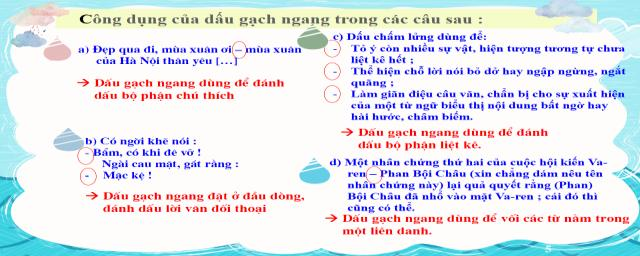 Công dụng của dấu gạch ngang trong các câu sau :
a) Đẹp quá đi, mùa xuân ơi – mùa xuân
của Hà Nội thân yêu [...]
→ Dấu gạch ngang dùng để đánh
dấu bộ phận chú thích
b) Có người khẽ nói :
- Bẩm, có khi đê vỡ !
Ngài cau mặt, gắt rằng :
- Mặc kệ !
→ Dấu gạch ngang đặt ở đầu dòng,
đánh dấu lời văn đối thoại
c) Dấu chấm lửng dùng để:
- Tỏ ý còn nhiều sự vật, hiện tượng tương tự chưa
liệt kê hết ;
- Thể hiện chỗ lời nói bỏ dở hay ngập ngừng, ngắt
quãng ;
- Làm giãn điệu câu văn, chẩn bị cho sự xuất hiện
của một từ ngữ biểu thị nội dung bất ngờ hay
hài hước, châm biếm.
→ Dấu gạch ngang dùng để đánh
dấu bộ phận liệt kê.
d) Một nhân chứng thứ hai của cuộc hội kiến Va-
ren – Phan Bội Châu (xin chẳng dám nêu tên
nhân chứng này) lại quả quyết rằng (Phan)
Bội Châu đã nhổ vào mặt Va-ren ; cái đó thì
cũng có thể.
→ Dấu gạch ngang dùng để với các từ nằm trong
một liên danh.